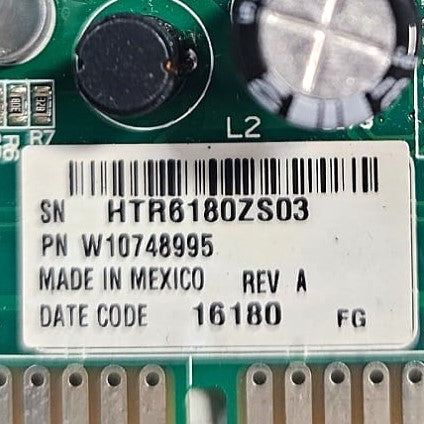 L2
R7
SN HTR6180ZS03
PN W10748995
MADE IN MEXICO REV A
DATE CODE 16180 FG